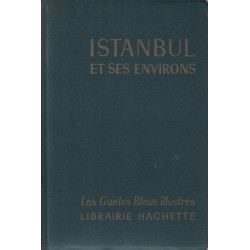 ISTANBUL
ET SES ENVIRONS
Les Guides Bleus illustrés
LIBRAIRIE HACHETTE